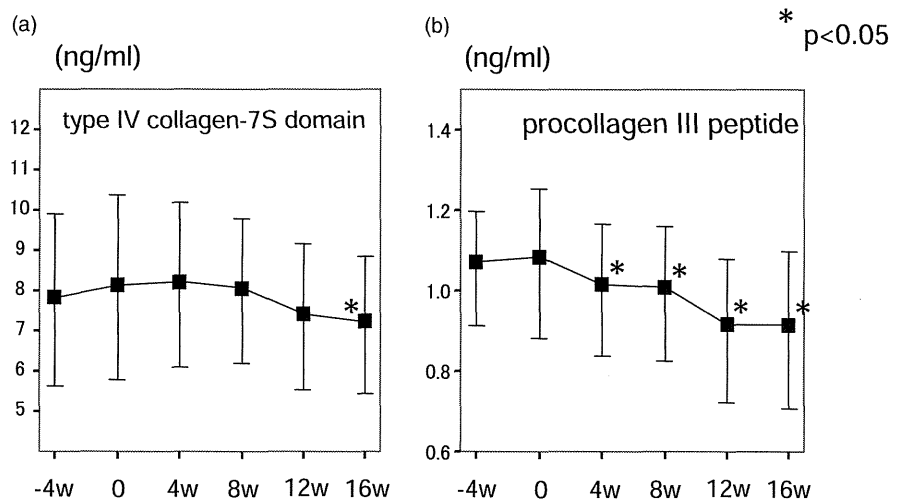 (a)
(ng/ml)
type IV collagen-7S domain
12
11
10
9
8
7
6
5
*
-4w 0 4w 8w 12w 16w
(b)
(ng/ml)
* p<0.05
procollagen III peptide
1.4
1.2
1.0
0.8
0.6
* * * *
-4w 0 4w 8w 12w 16w